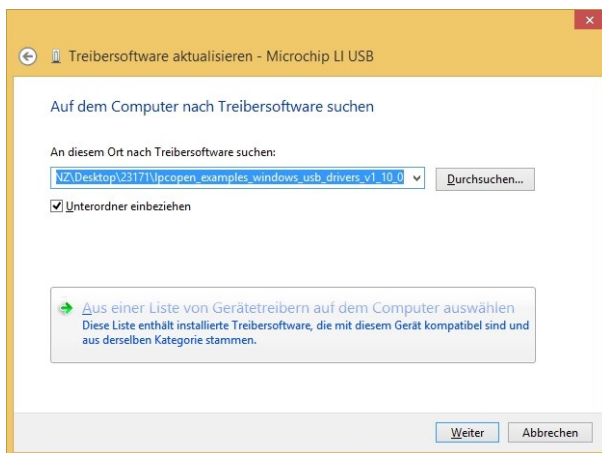 Treibersoftware aktualisieren - Microchip LI USB
Auf dem Computer nach Treibersoftware suchen
An diesem Ort nach Treibersoftware suchen:
NZ\Desktop\23171\lpcopen_examples_windows_usb_drivers_v1_10_0
Durchsuchen...
Unterordner einbeziehen
Aus einer Liste von Gerätetreibern auf dem Computer auswählen
Diese Liste enthält installierte Treibersoftware, die mit diesem Gerät kompatibel sind und
aus derselben Kategorie stammen.
Weiter
Abbrechen